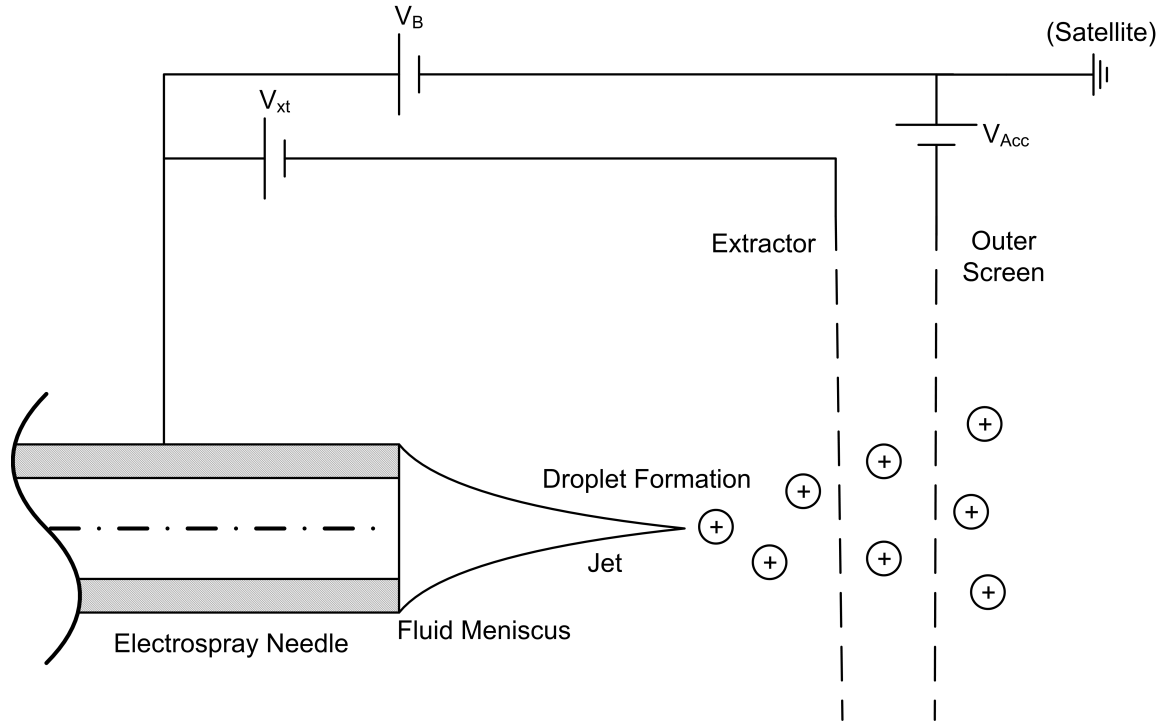 V_B
(Satellite)
V_xt
V_Acc
Extractor
Outer
Screen
Droplet Formation
+
+
+
+
+
+
+
+
Jet
Fluid Meniscus
Electrospray Needle